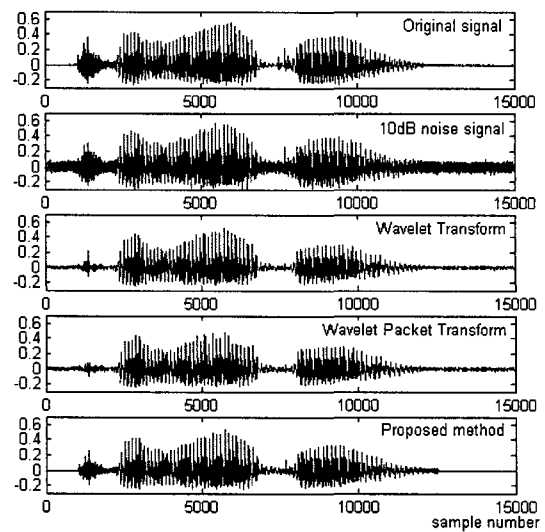 0.6
0.4
0.2
0
-0.2
Original signal
0 5000 10000 15000
0.6
0.4
0.2
0
-0.2
10dB noise signal
0 5000 10000 15000
0.6
0.4
0.2
0
-0.2
Wavelet Transform
0 5000 10000 15000
0.6
0.4
0.2
0
-0.2
Wavelet Packet Transform
0 5000 10000 15000
0.6
0.4
0.2
0
-0.2
Proposed method
0 5000 10000 15000
sample number